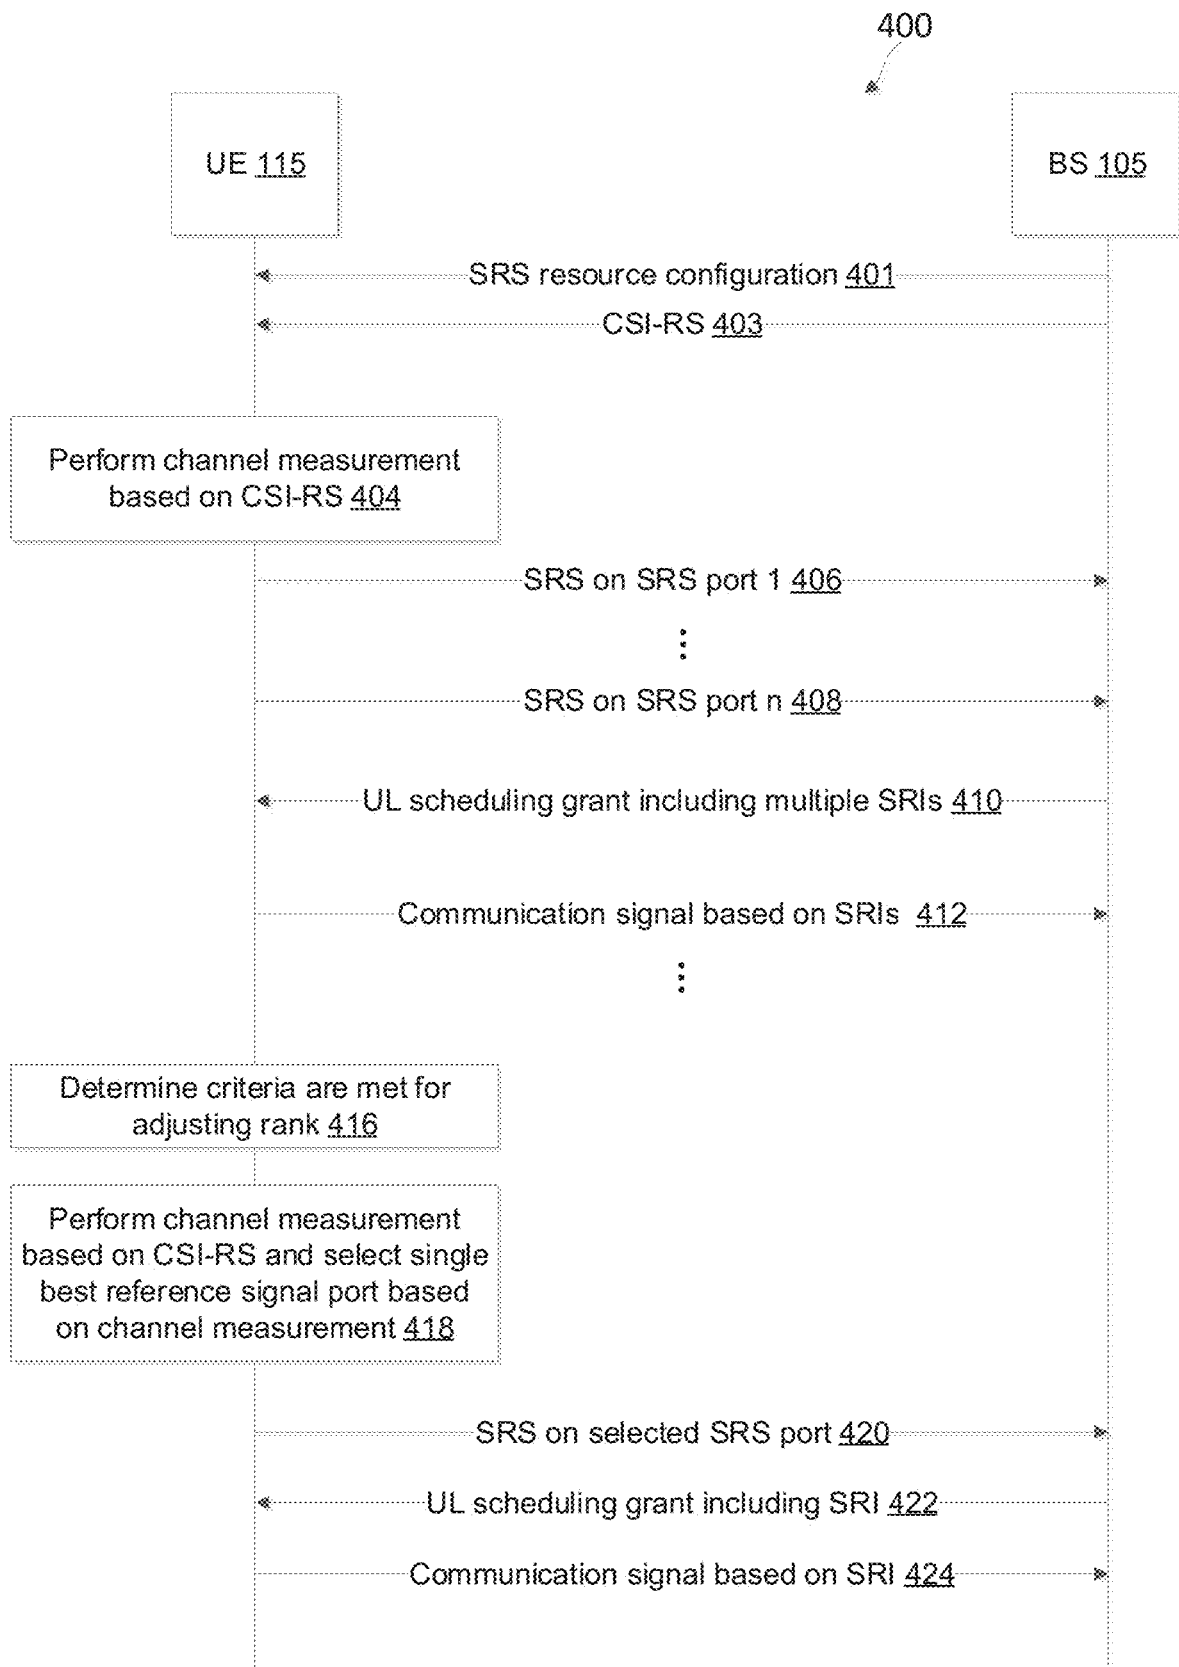 400
UE 115
BS 105
SRS resource configuration 401
CSI-RS 403
Perform channel measurement
based on CSI-RS 404
SRS on SRS port 1 406
SRS on SRS port n 408
UL scheduling grant including multiple SRIs 410
Communication signal based on SRIs 412
Determine criteria are met for
adjusting rank 416
Perform channel measurement
based on CSI-RS and select single
best reference signal port based
on channel measurement 418
SRS on selected SRS port 420
UL scheduling grant including SRI 422
Communication signal based on SRI 424